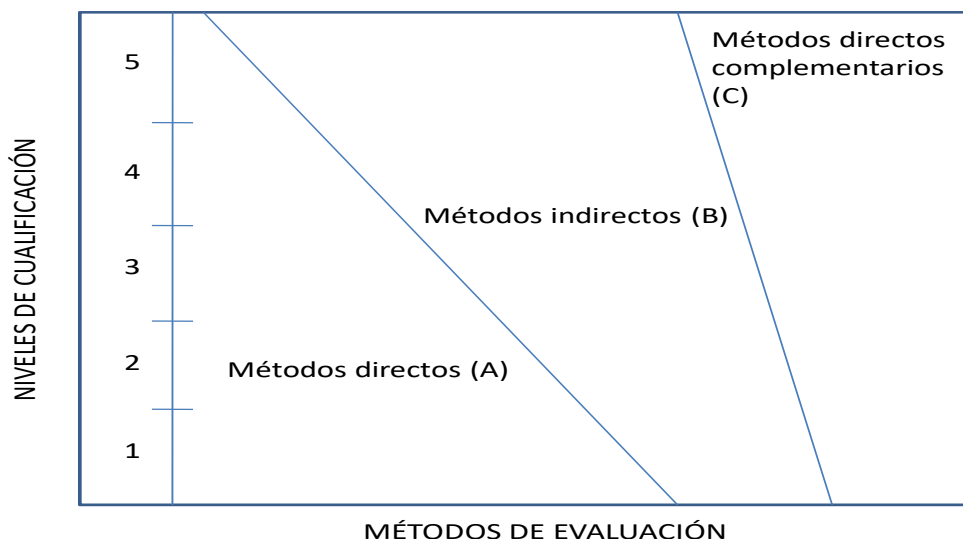 NIVELES DE CUALIFICACIÓN
5
4
3
2
1
Métodos directos
complementarios
(C)
Métodos indirectos (B)
Métodos directos (A)
MÉTODOS DE EVALUACIÓN